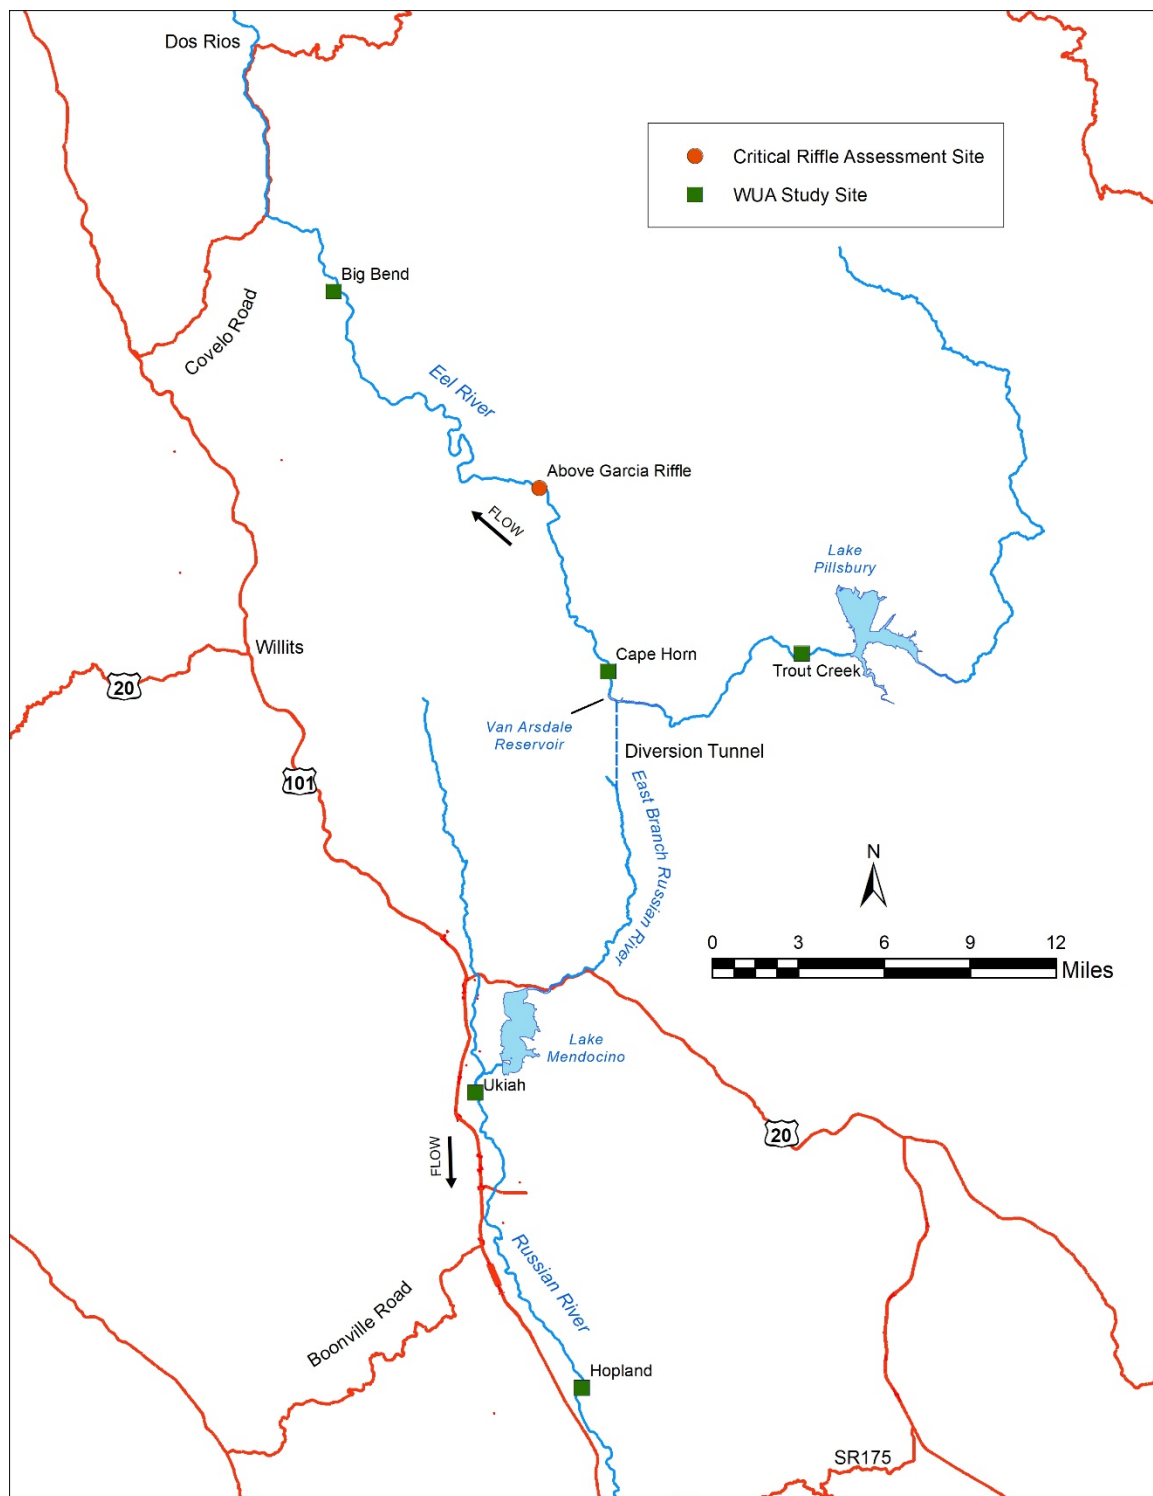 Dos Rios
Critical Riffle Assessment Site
WUA Study Site
Big Bend
Covelo Road
Eel River
Above Garcia Riffle
FLOW
Lake
Pillsbury
Willits
Cape Horn
Trout Creek
20
Van Arsdale
Reservoir
Diversion Tunnel
101
East Branch Russian River
N
0 3 6 9 12
Miles
Lake
Mendocino
Ukiah
20
FLOW
Russian River
Boonville Road
Hopland
SR175